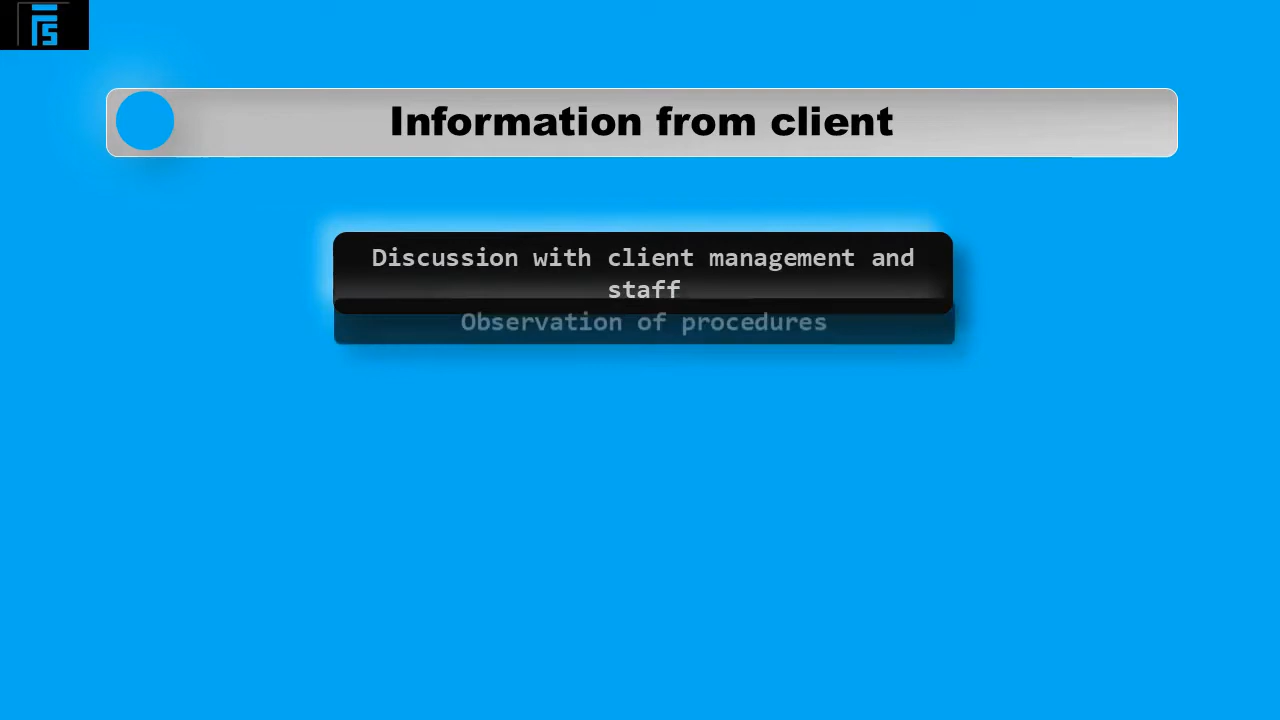 Information from client
Discussion with client management and
staff
Observation of procedures